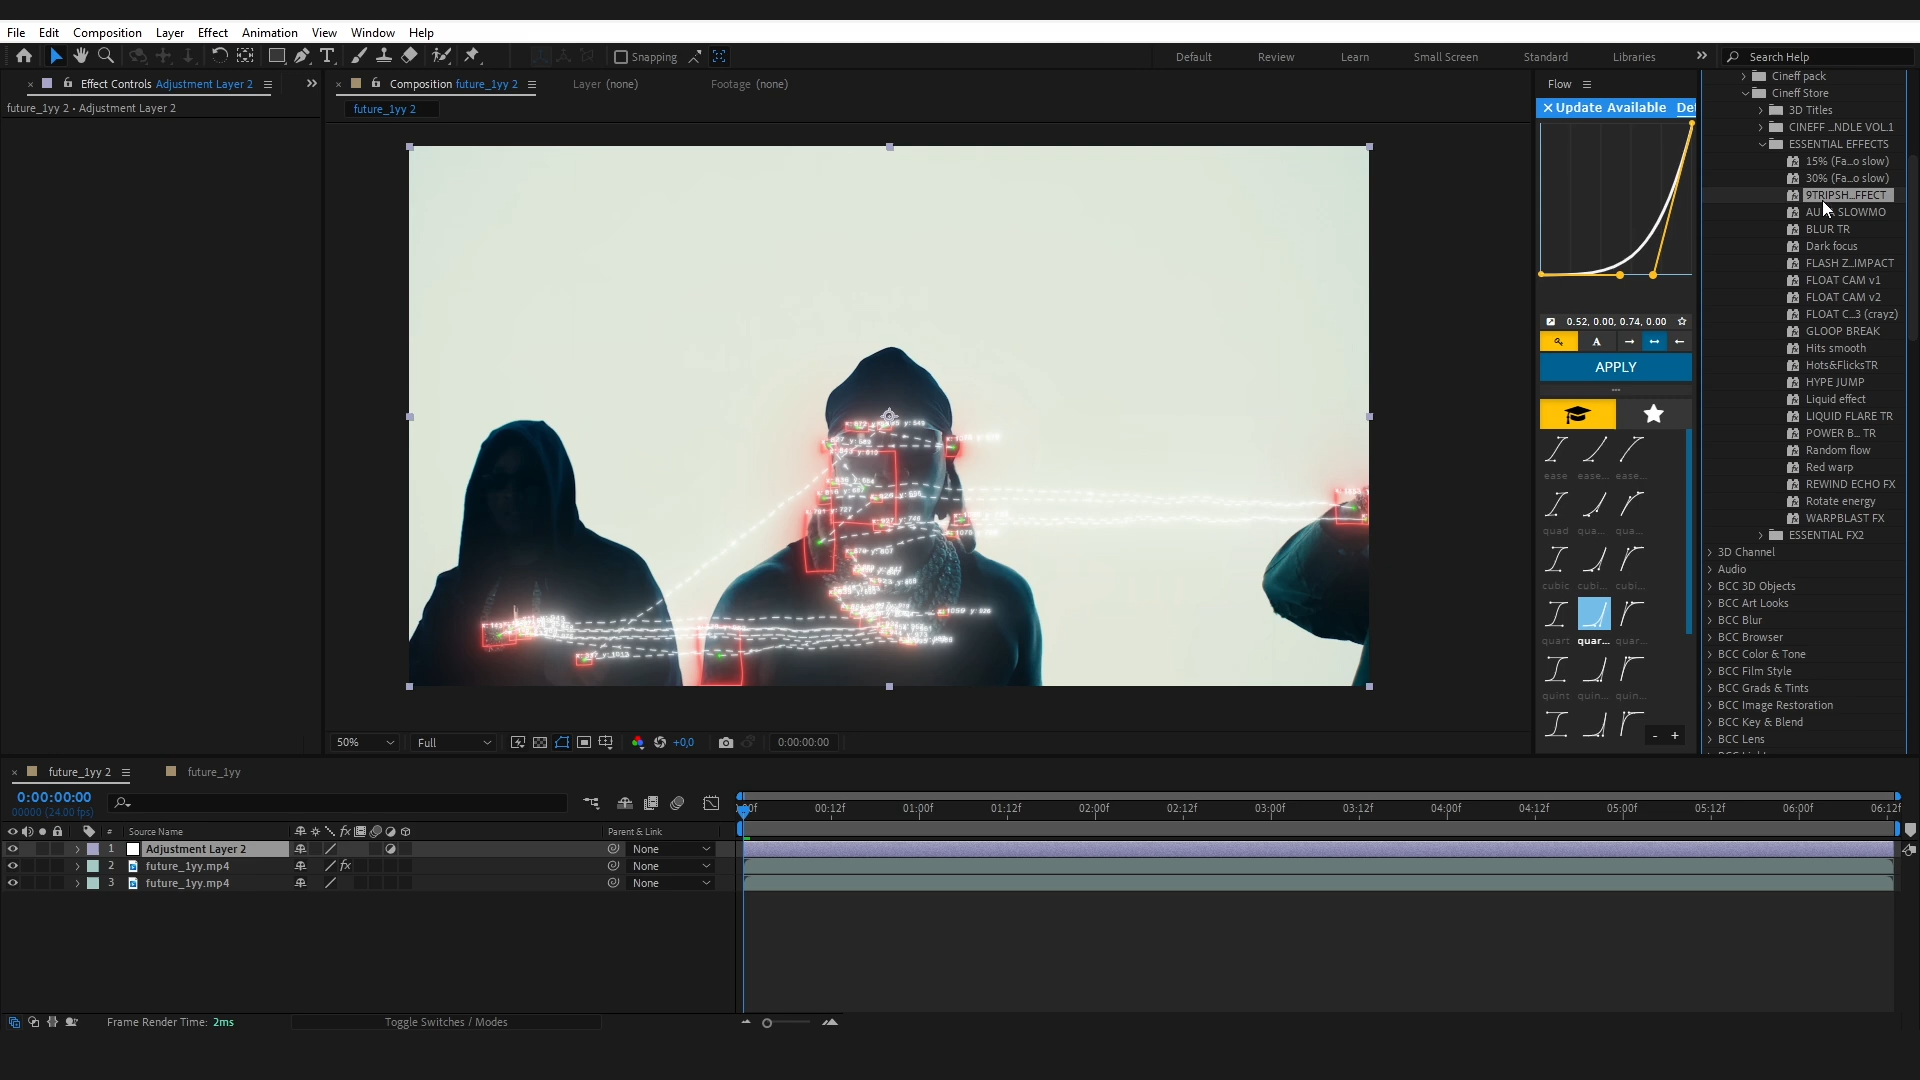 File Edit Composition Layer Effect Animation View Window Help
Snapping
Default Review Learn Small Screen Standard Libraries
Search Help
Effect Controls Adjustment Layer 2
future_1yy 2 • Adjustment Layer 2
Composition future_1yy 2
Layer (none)
Footage (none)
future_1yy 2
50%
Full
+0,0
0:00:00:00
Flow
Update Available
0.52, 0.00, 0.74, 0.00
A
APPLY
ease ease... ease...
quad qua... qua...
cubic cubi... cubi...
quart quar... quar...
quint quin... quin...
- +
Cineff pack
Cineff Store
3D Titles
CINEFF ...NDLE VOL.1
ESSENTIAL EFFECTS
15% (Fa...o slow)
30% (Fa...o slow)
9TRIPSH...FFECT
SLOWMO
BLUR TR
Dark focus
FLASH Z...IMPACT
FLOAT CAM v1
FLOAT CAM v2
FLOAT C...3 (crayz)
GLOOP BREAK
Hits smooth
Hots&FlicksTR
HYPE JUMP
Liquid effect
LIQUID FLARE TR
POWER B... TR
Random flow
Red warp
REWIND ECHO FX
Rotate energy
WARPBLAST FX
ESSENTIAL FX2
3D Channel
Audio
BCC 3D Objects
BCC Art Looks
BCC Blur
BCC Browser
BCC Color & Tone
BCC Film Style
BCC Grads & Tints
BCC Image Restoration
BCC Key & Blend
BCC Lens
future_1yy 2
future_1yy
0:00:00:00
00000 (24.00 fps)
# Source Name
Parent & Link
1 Adjustment Layer 2 None
2 future_1yy.mp4 fx None
3 future_1yy.mp4 None
00:12f 01:00f 01:12f 02:00f 02:12f 03:00f 03:12f 04:00f 04:12f 05:00f 05:12f 06:00f 06:12f
Frame Render Time: 2ms
Toggle Switches / Modes